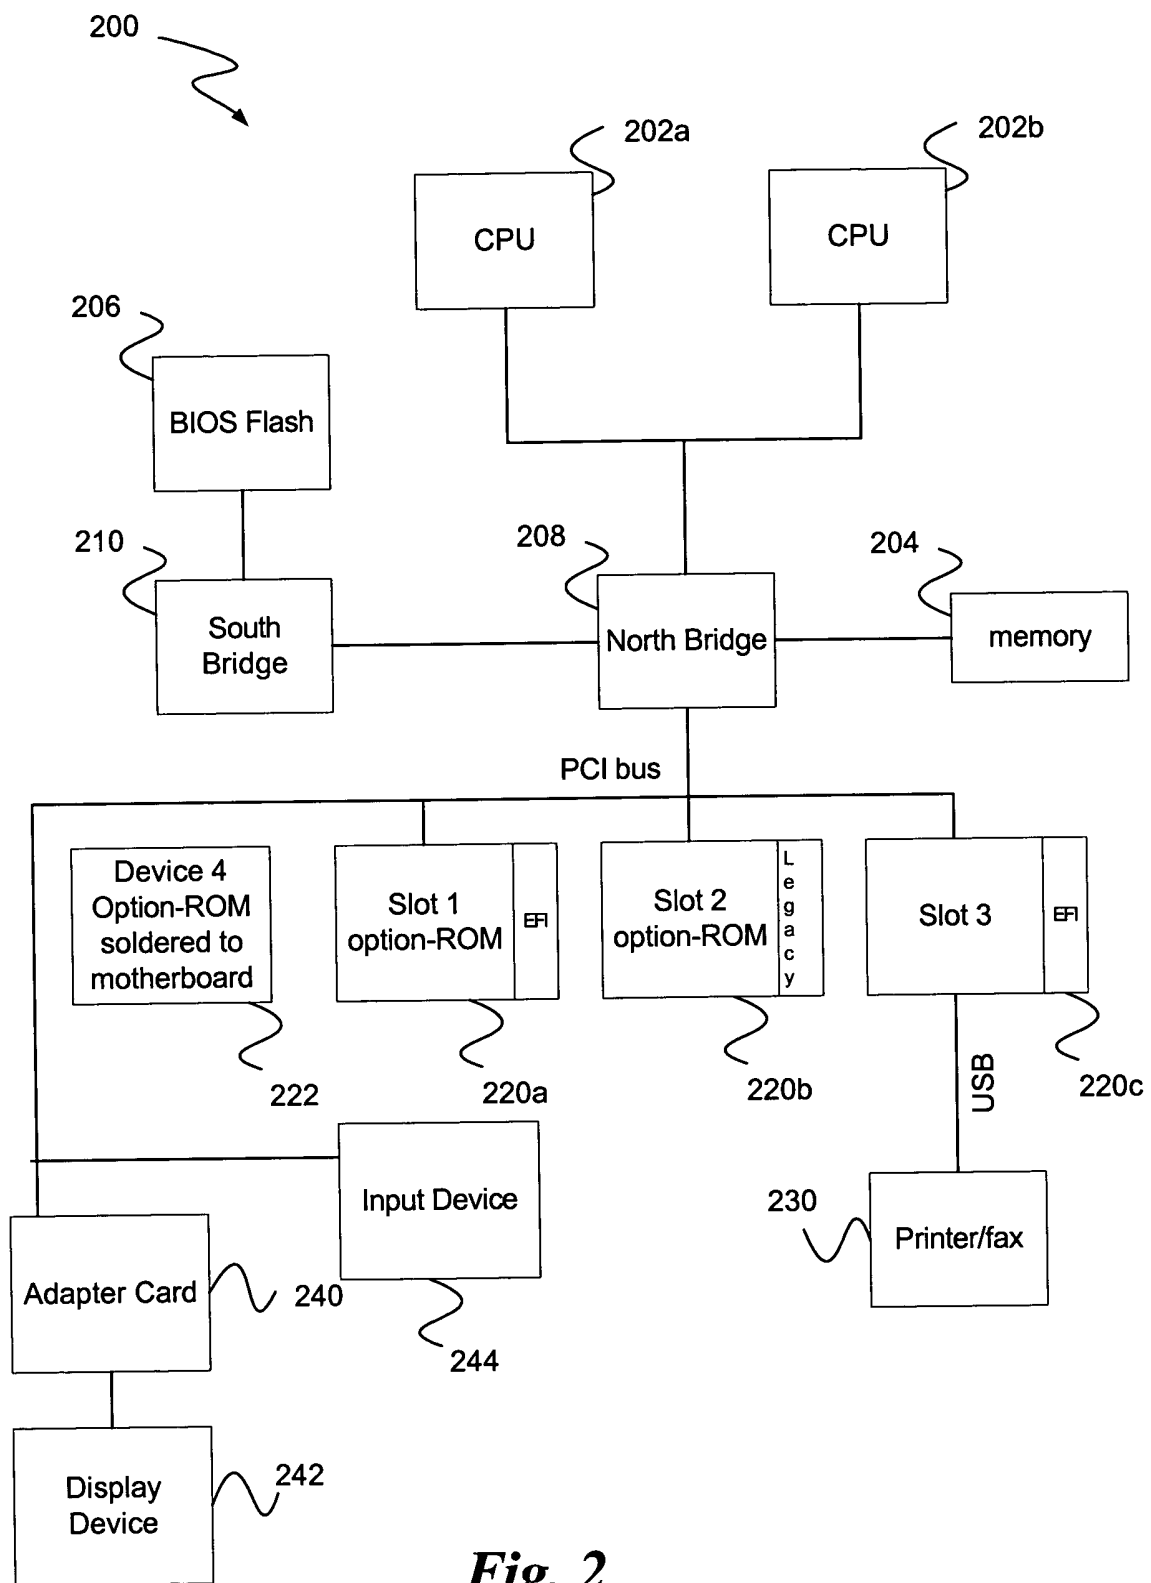 200
202a
202b
CPU
CPU
206
BIOS Flash
210
208
204
South
Bridge
North Bridge
memory
PCI bus
Device 4
Option-ROM
soldered to
motherboard
Slot 1
option-ROM
EFI
Slot 2
option-ROM
Legacy
Slot 3
EFI
222
220a
220b
USB
220c
Input Device
230
Printer/fax
Adapter Card
240
244
Display
Device
242
Fig. 2